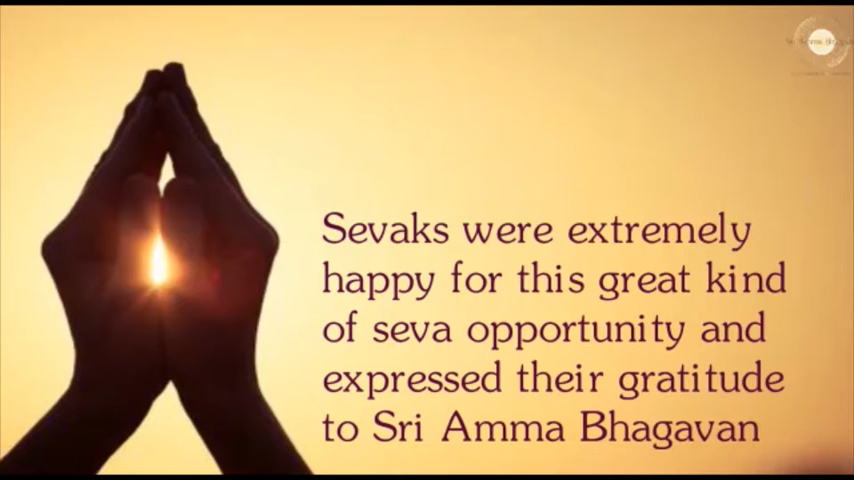 Sevaks were extremely
happy for this great kind
of seva opportunity and
expressed their gratitude
to Sri Amma Bhagavan